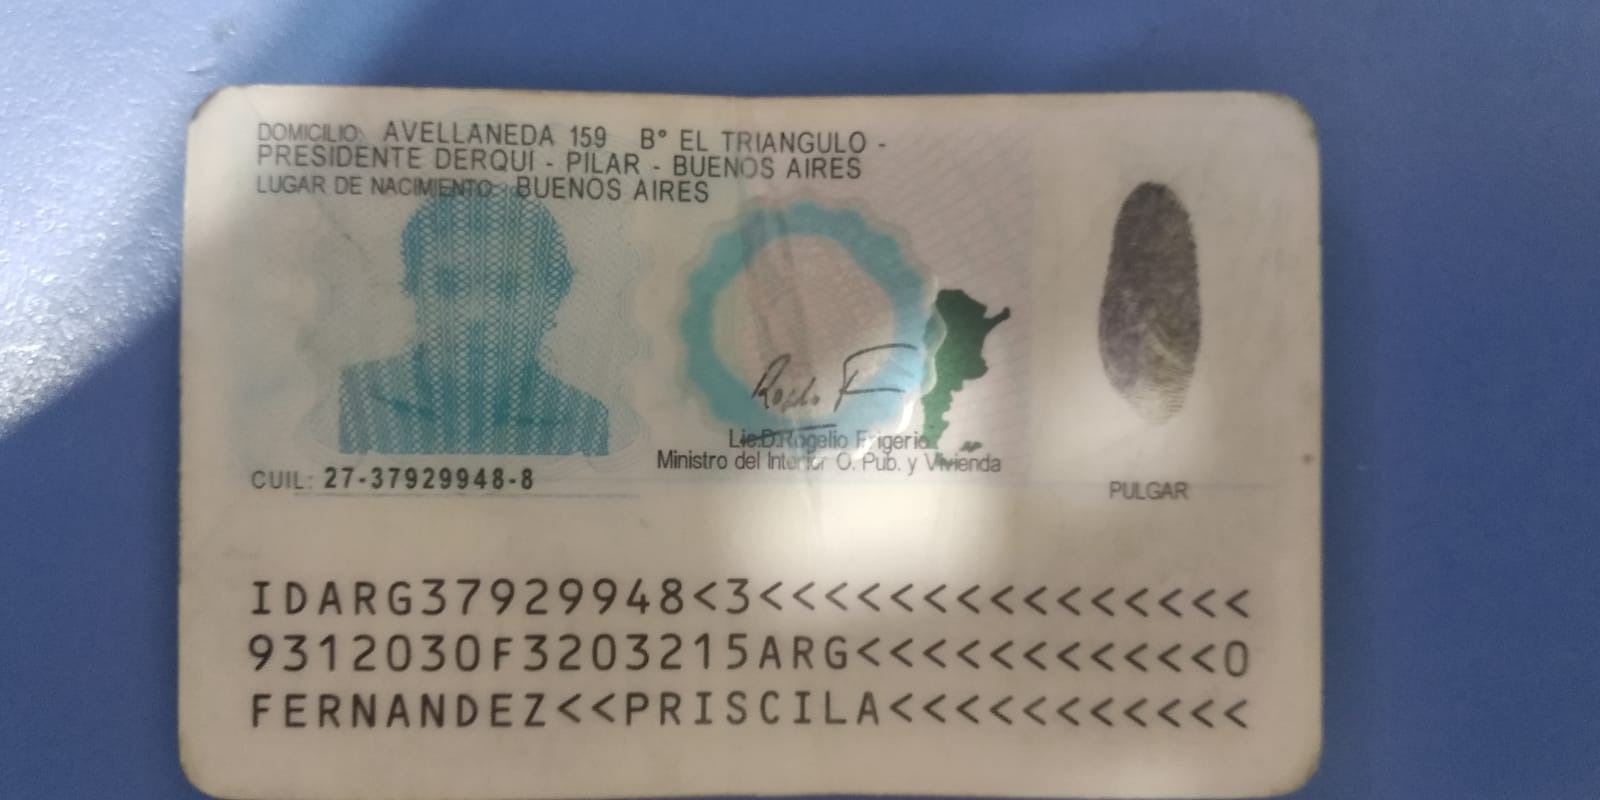 DOMICILIO: AVELLANEDA 159 B° EL TRIANGULO -
PRESIDENTE DERQUI - PILAR - BUENOS AIRES
LUGAR DE NACIMIENTO: BUENOS AIRES
Lic.D.Rogelio Frigerio
Ministro del Interior O. Pub. y Vivienda
CUIL: 27-37929948-8
PULGAR
IDARG37929948<3<<<<<<<<<<<<<<<
9312030F3203215ARG<<<<<<<<<<<0
FERNANDEZ<<PRISCILA<<<<<<<<<<<